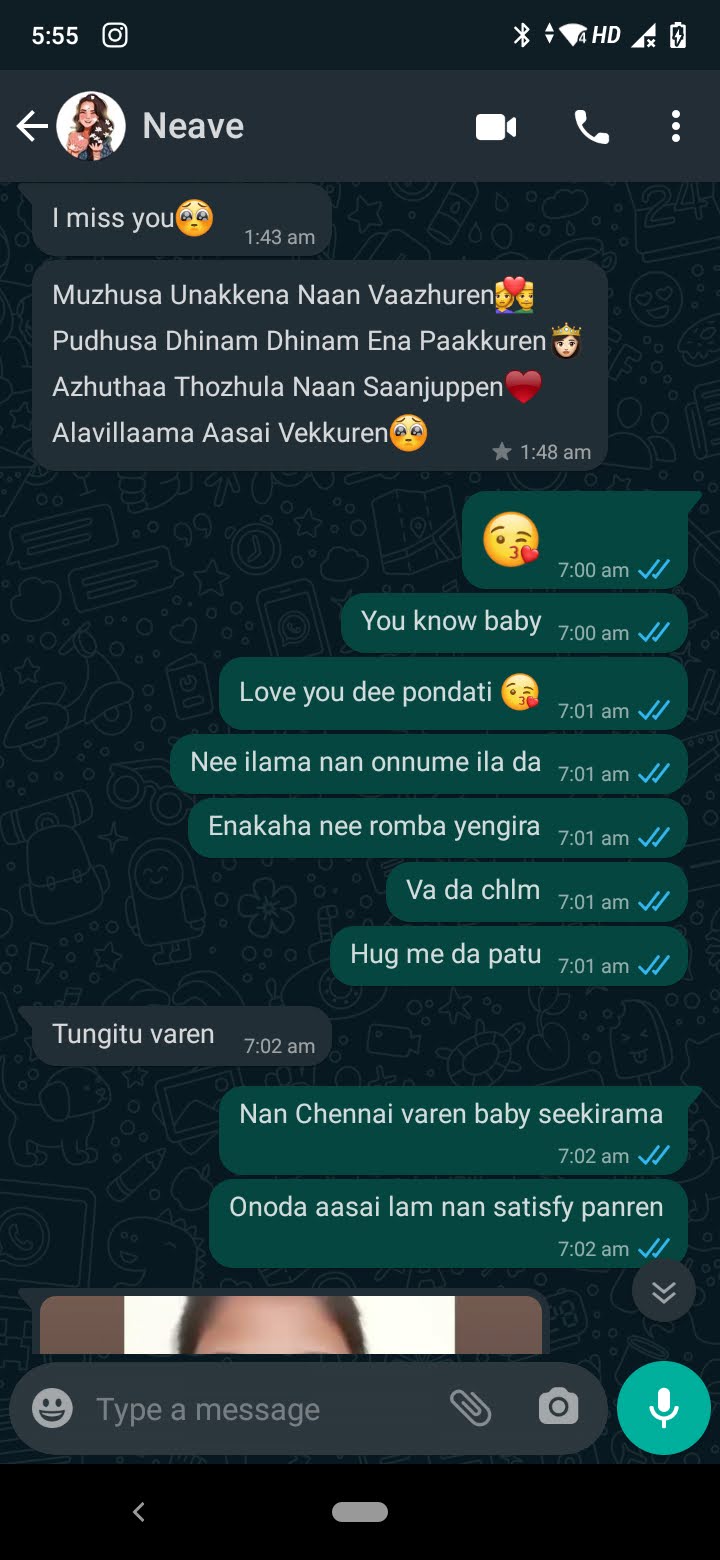 5:55
4 HD
Neave
I miss you🥺
1:43 am
Muzhusa Unakkena Naan Vaazhuren👩‍❤️‍👨
Pudhusa Dhinam Dhinam Ena Paakkuren👸🏻
Azhuthaa Thozhula Naan Saanjuppen❤️
Alavillaama Aasai Vekkuren🥺
★ 1:48 am
😘
7:00 am
You know baby 7:00 am
Love you dee pondati 😘 7:01 am
Nee ilama nan onnume ila da 7:01 am
Enakaha nee romba yengira 7:01 am
Va da chlm 7:01 am
Hug me da patu 7:01 am
Tungitu varen 7:02 am
Nan Chennai varen baby seekirama
7:02 am
Onoda aasai lam nan satisfy panren
7:02 am
Type a message